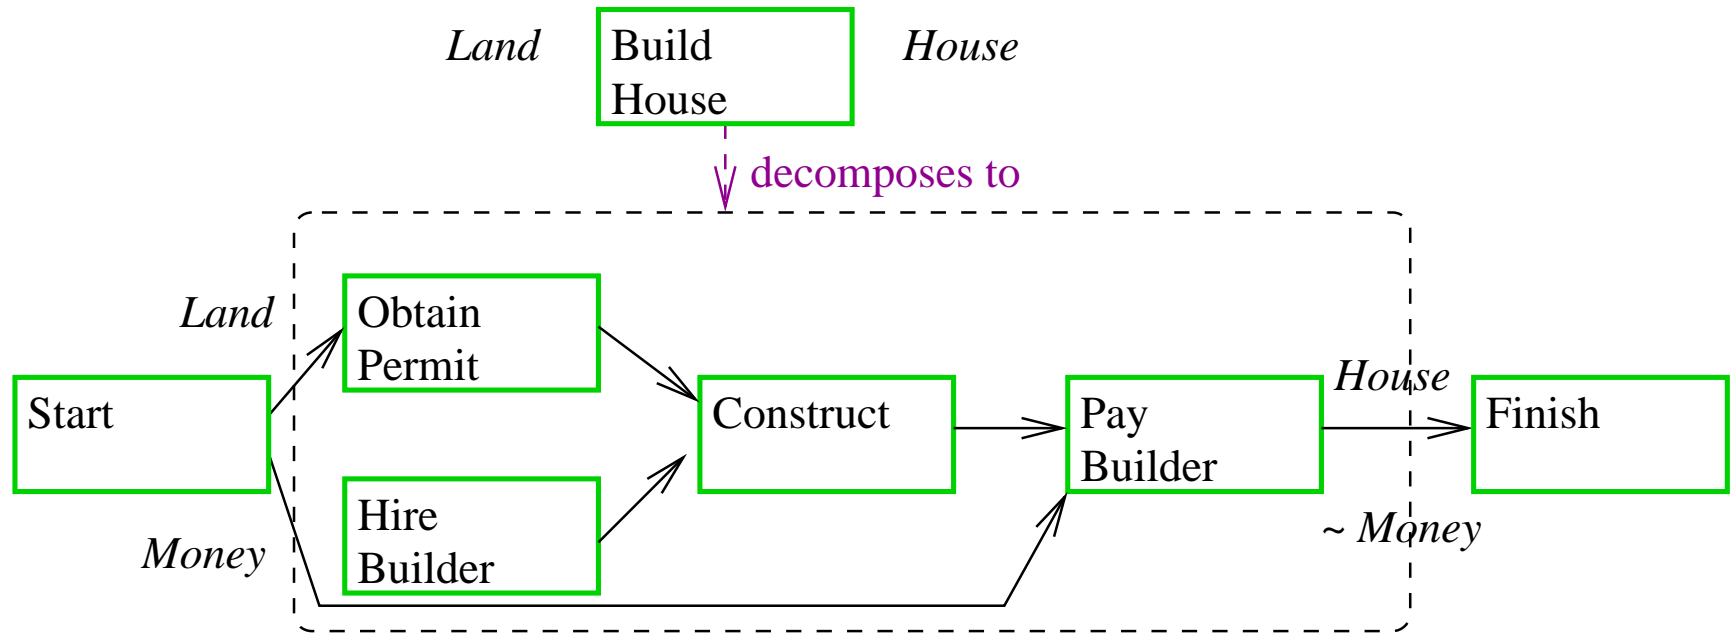 Land
Build
House
House
decomposes to
Land
Obtain
Permit
Start
Construct
Pay
Builder
House
Finish
Money
Hire
Builder
~ Money